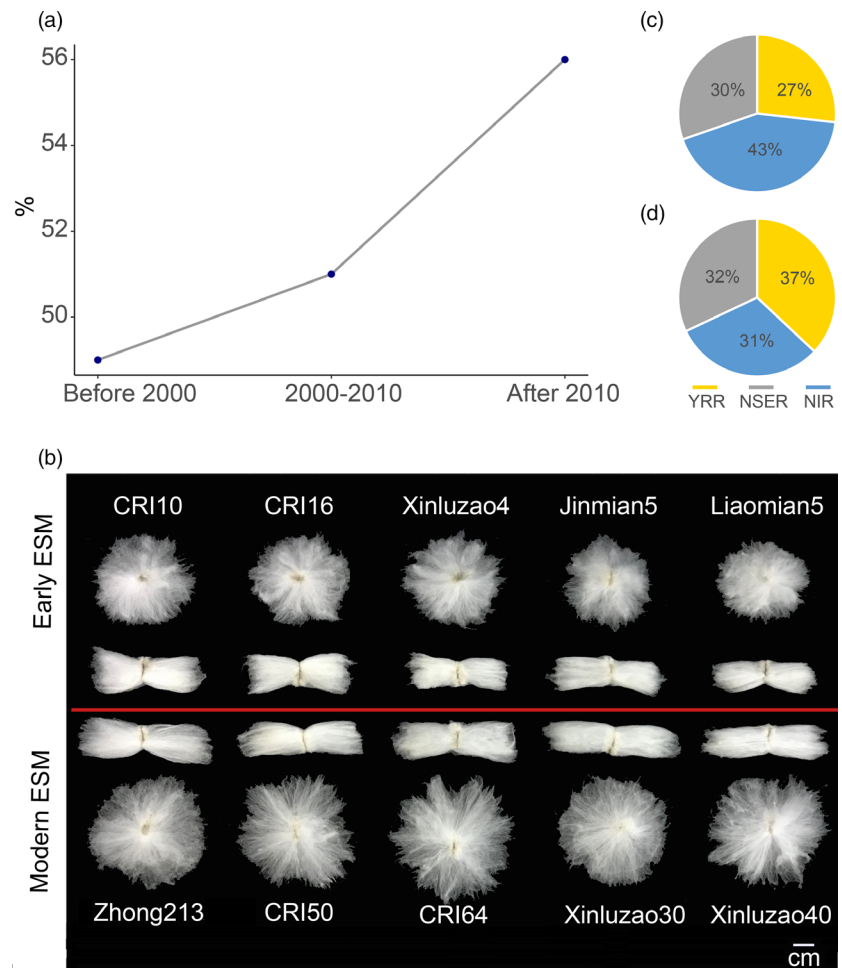 (a)
56
54
52
50
%
Before 2000 2000-2010 After 2010
(c)
30% 27%
43%
(d)
32% 37%
31%
YRR NSER NIR
(b)
Early ESM
CRI10 CRI16 Xinluzao4 Jinmian5 Liaomian5
Modern ESM
Zhong213 CRI50 CRI64 Xinluzao30 Xinluzao40
cm